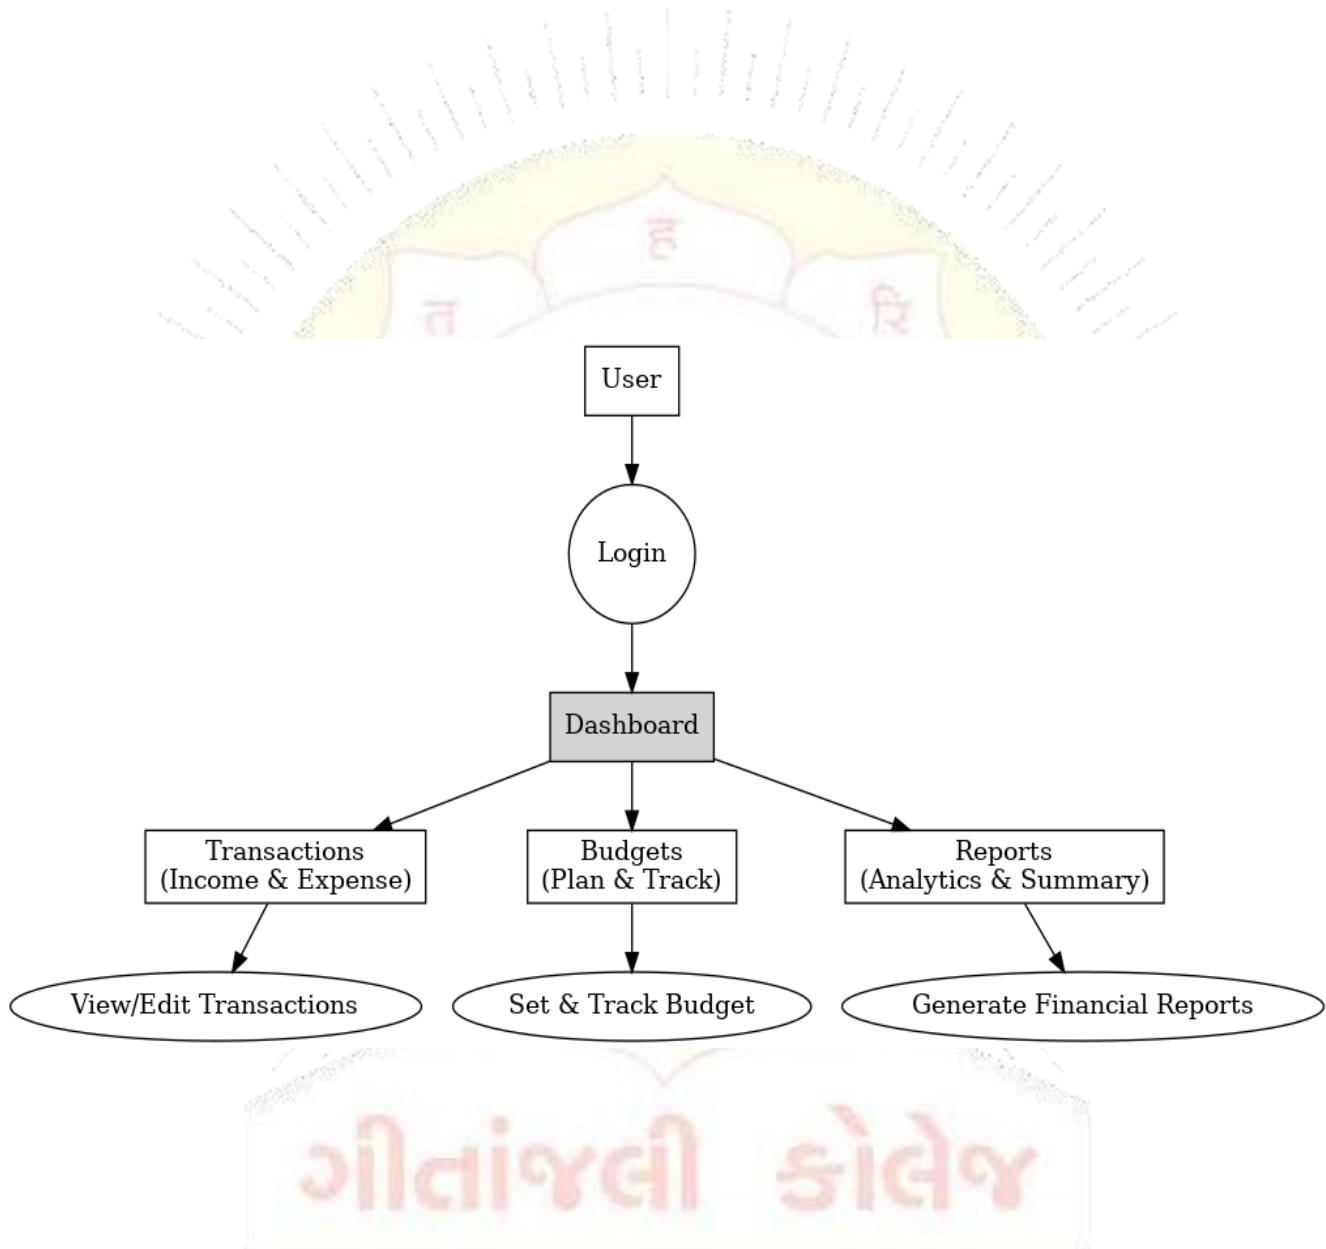 ह
त
रि
User
Login
Dashboard
Transactions
(Income & Expense)
Budgets
(Plan & Track)
Reports
(Analytics & Summary)
View/Edit Transactions
Set & Track Budget
Generate Financial Reports
ગીતાંજલી કોલેજ